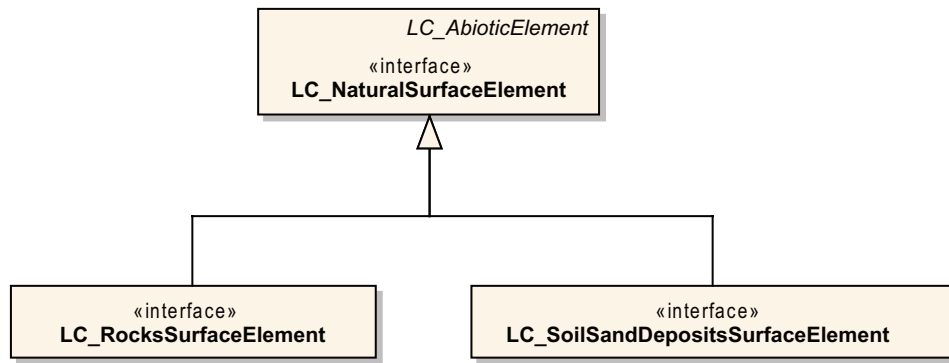 LC_AbioticElement
«interface»
LC_NaturalSurfaceElement
«interface»
LC_RocksSurfaceElement
«interface»
LC_SoilSandDepositsSurfaceElement